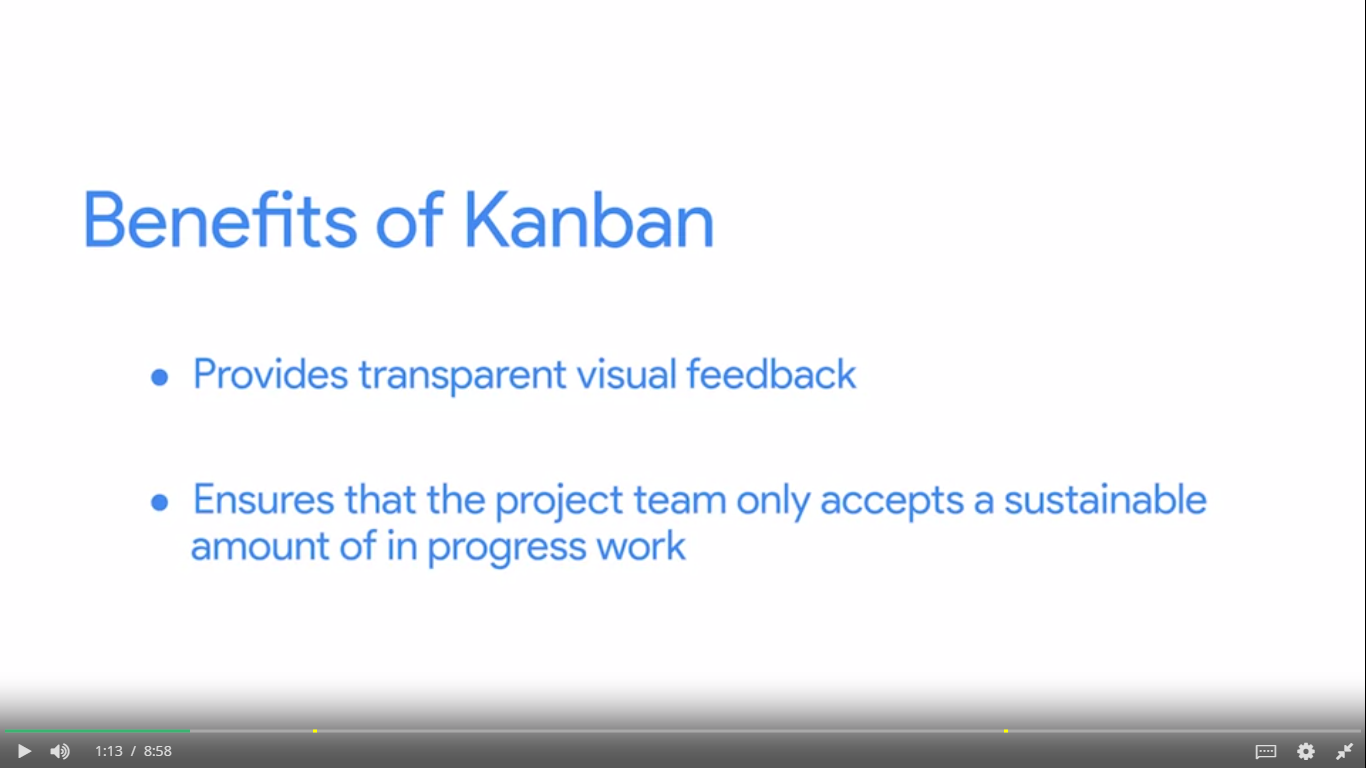 Benefits of Kanban
● Provides transparent visual feedback
● Ensures that the project team only accepts a sustainable
amount of in progress work
1:13 / 8:58